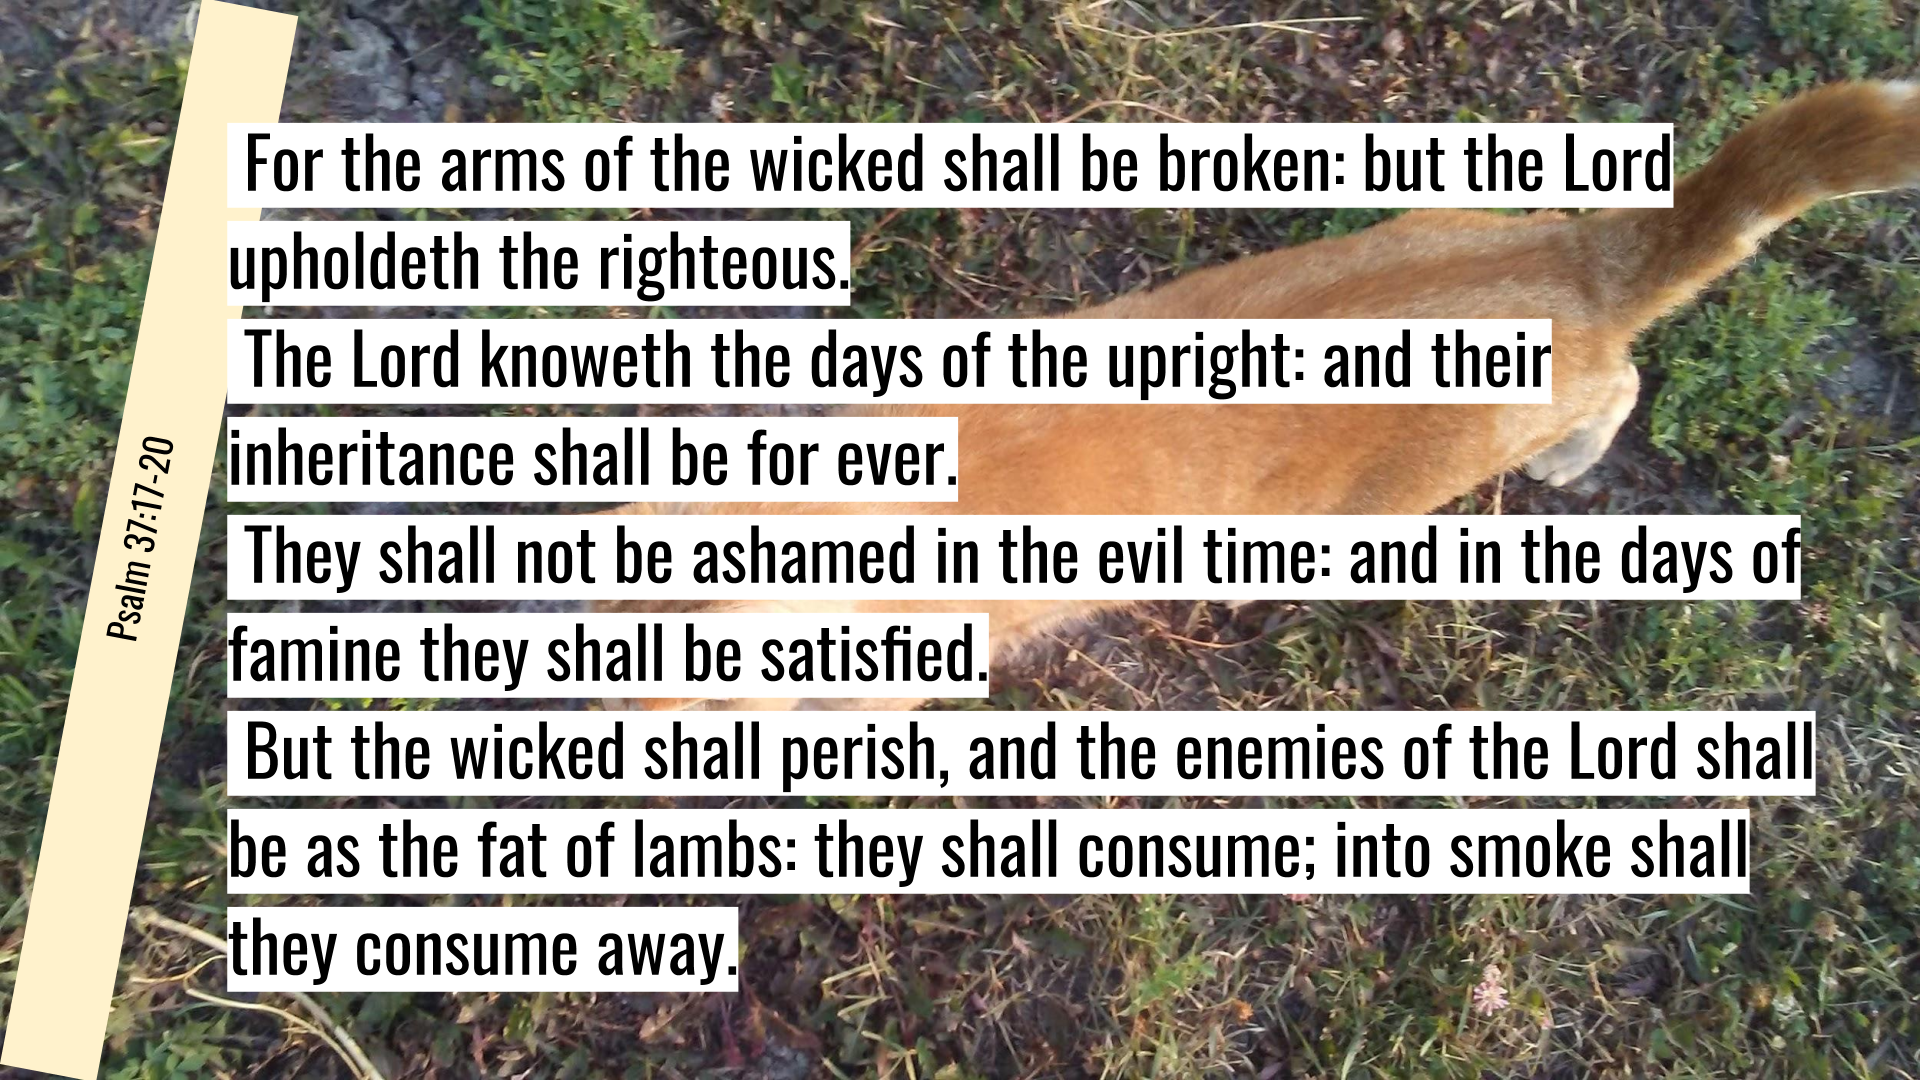 Psalm 37:17-20
For the arms of the wicked shall be broken: but the Lord
upholdeth the righteous.
The Lord knoweth the days of the upright: and their
inheritance shall be for ever.
They shall not be ashamed in the evil time: and in the days of
famine they shall be satisfied.
But the wicked shall perish, and the enemies of the Lord shall
be as the fat of lambs: they shall consume; into smoke shall
they consume away.